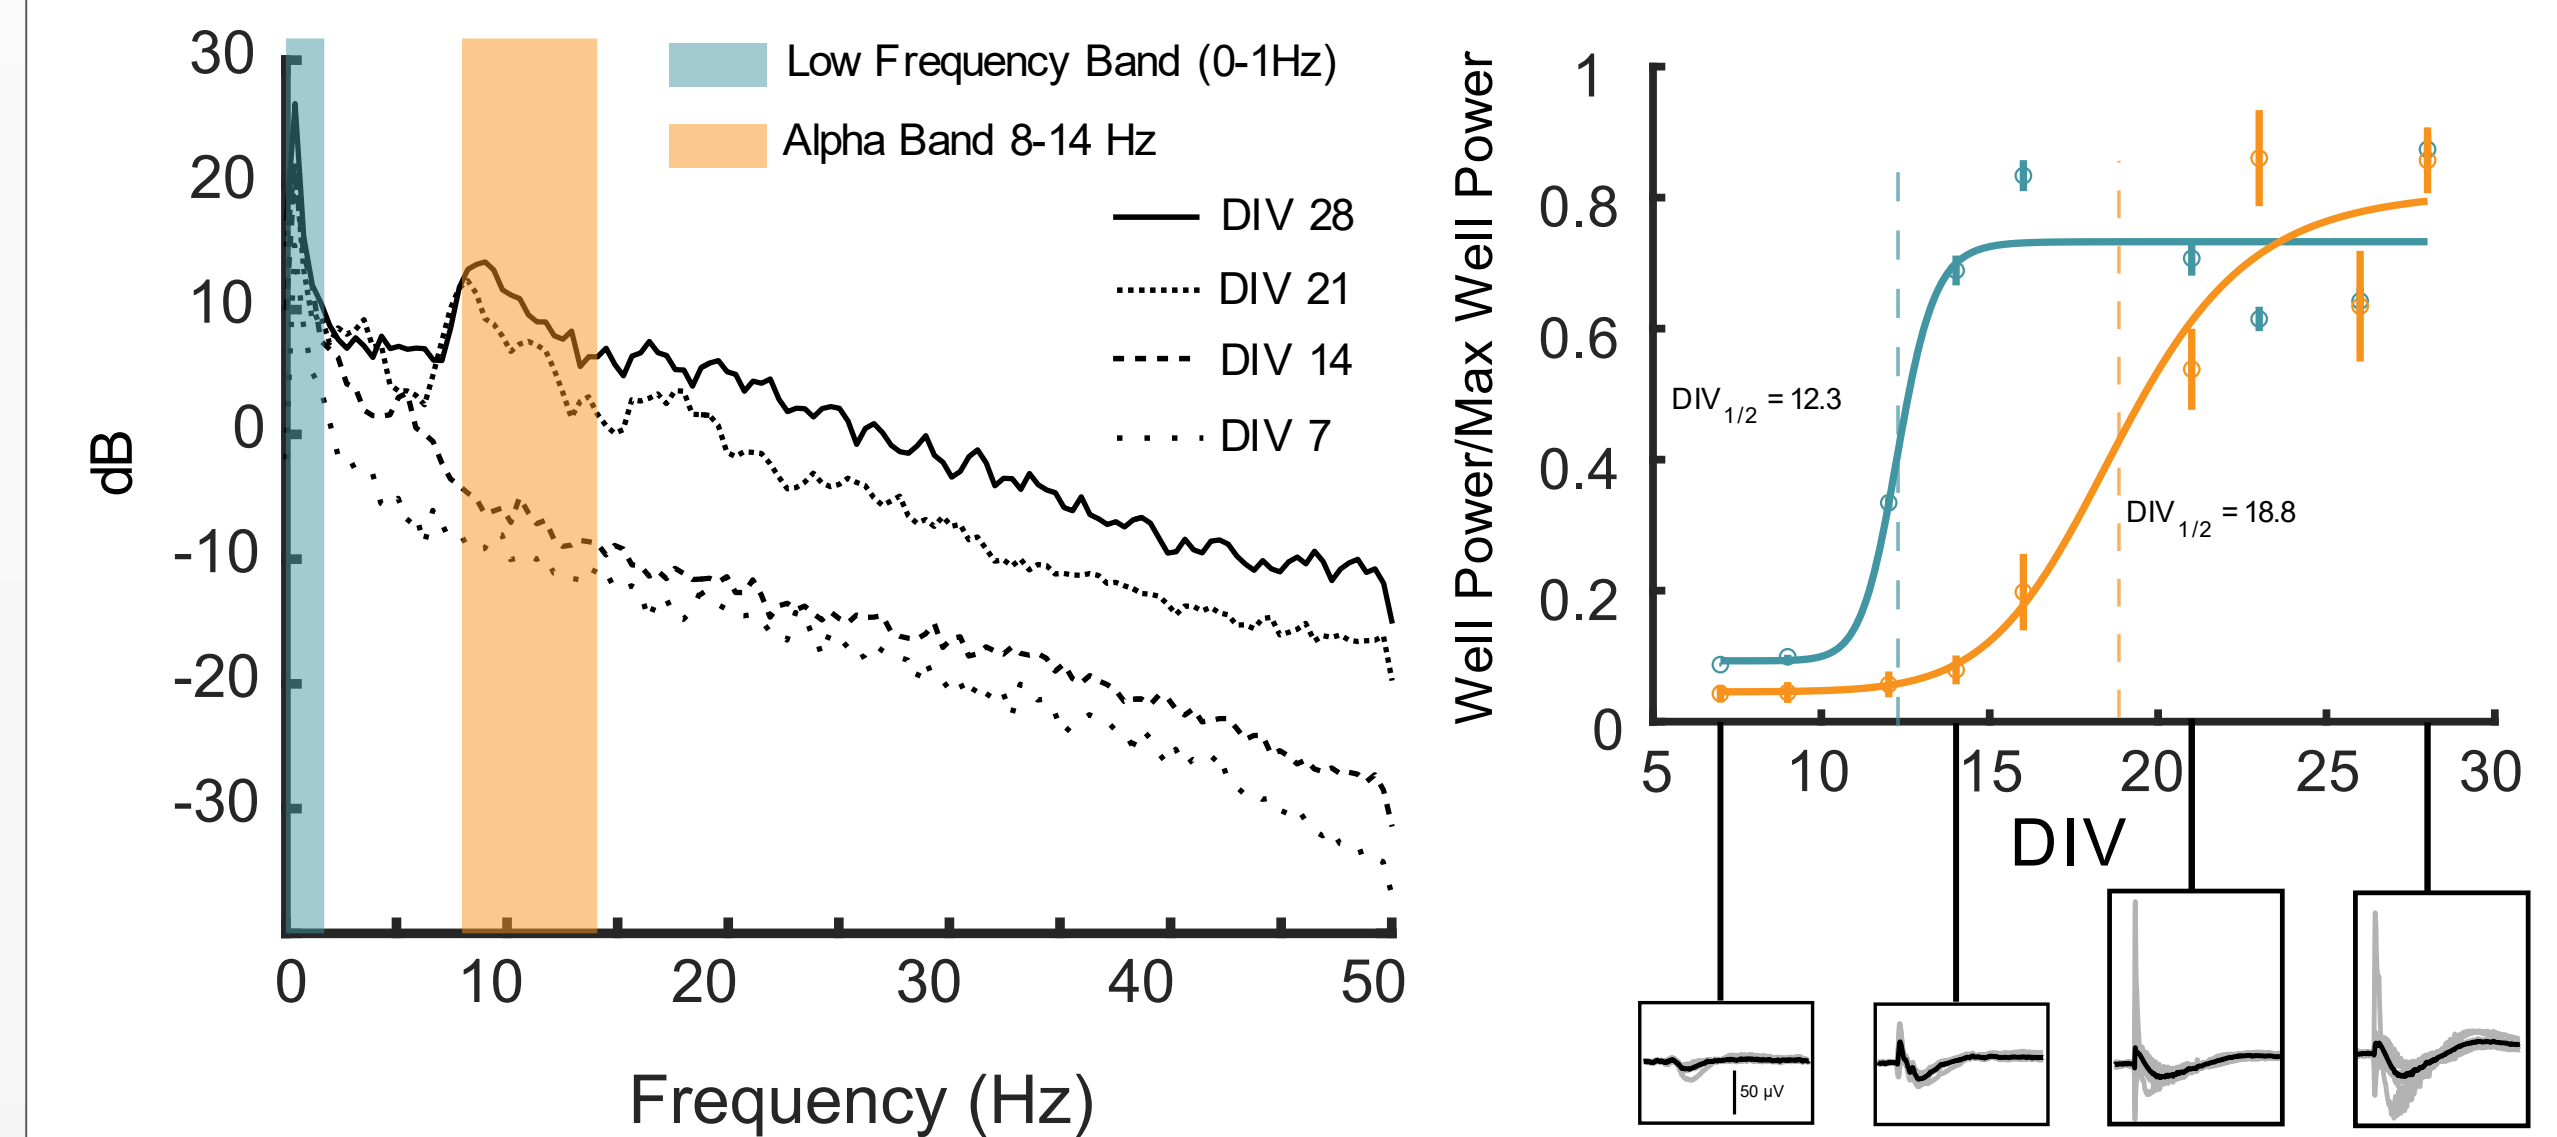 30
20
10
0
-10
-20
-30
dB
0 10 20 30 40 50
Frequency (Hz)
Low Frequency Band (0-1Hz)
Alpha Band 8-14 Hz
DIV 28
DIV 21
DIV 14
DIV 7
Well Power/Max Well Power
1
0.8
0.6
0.4
0.2
0
DIV1/2 = 12.3
DIV1/2 = 18.8
5 10 15 20 25 30
DIV
50 µV